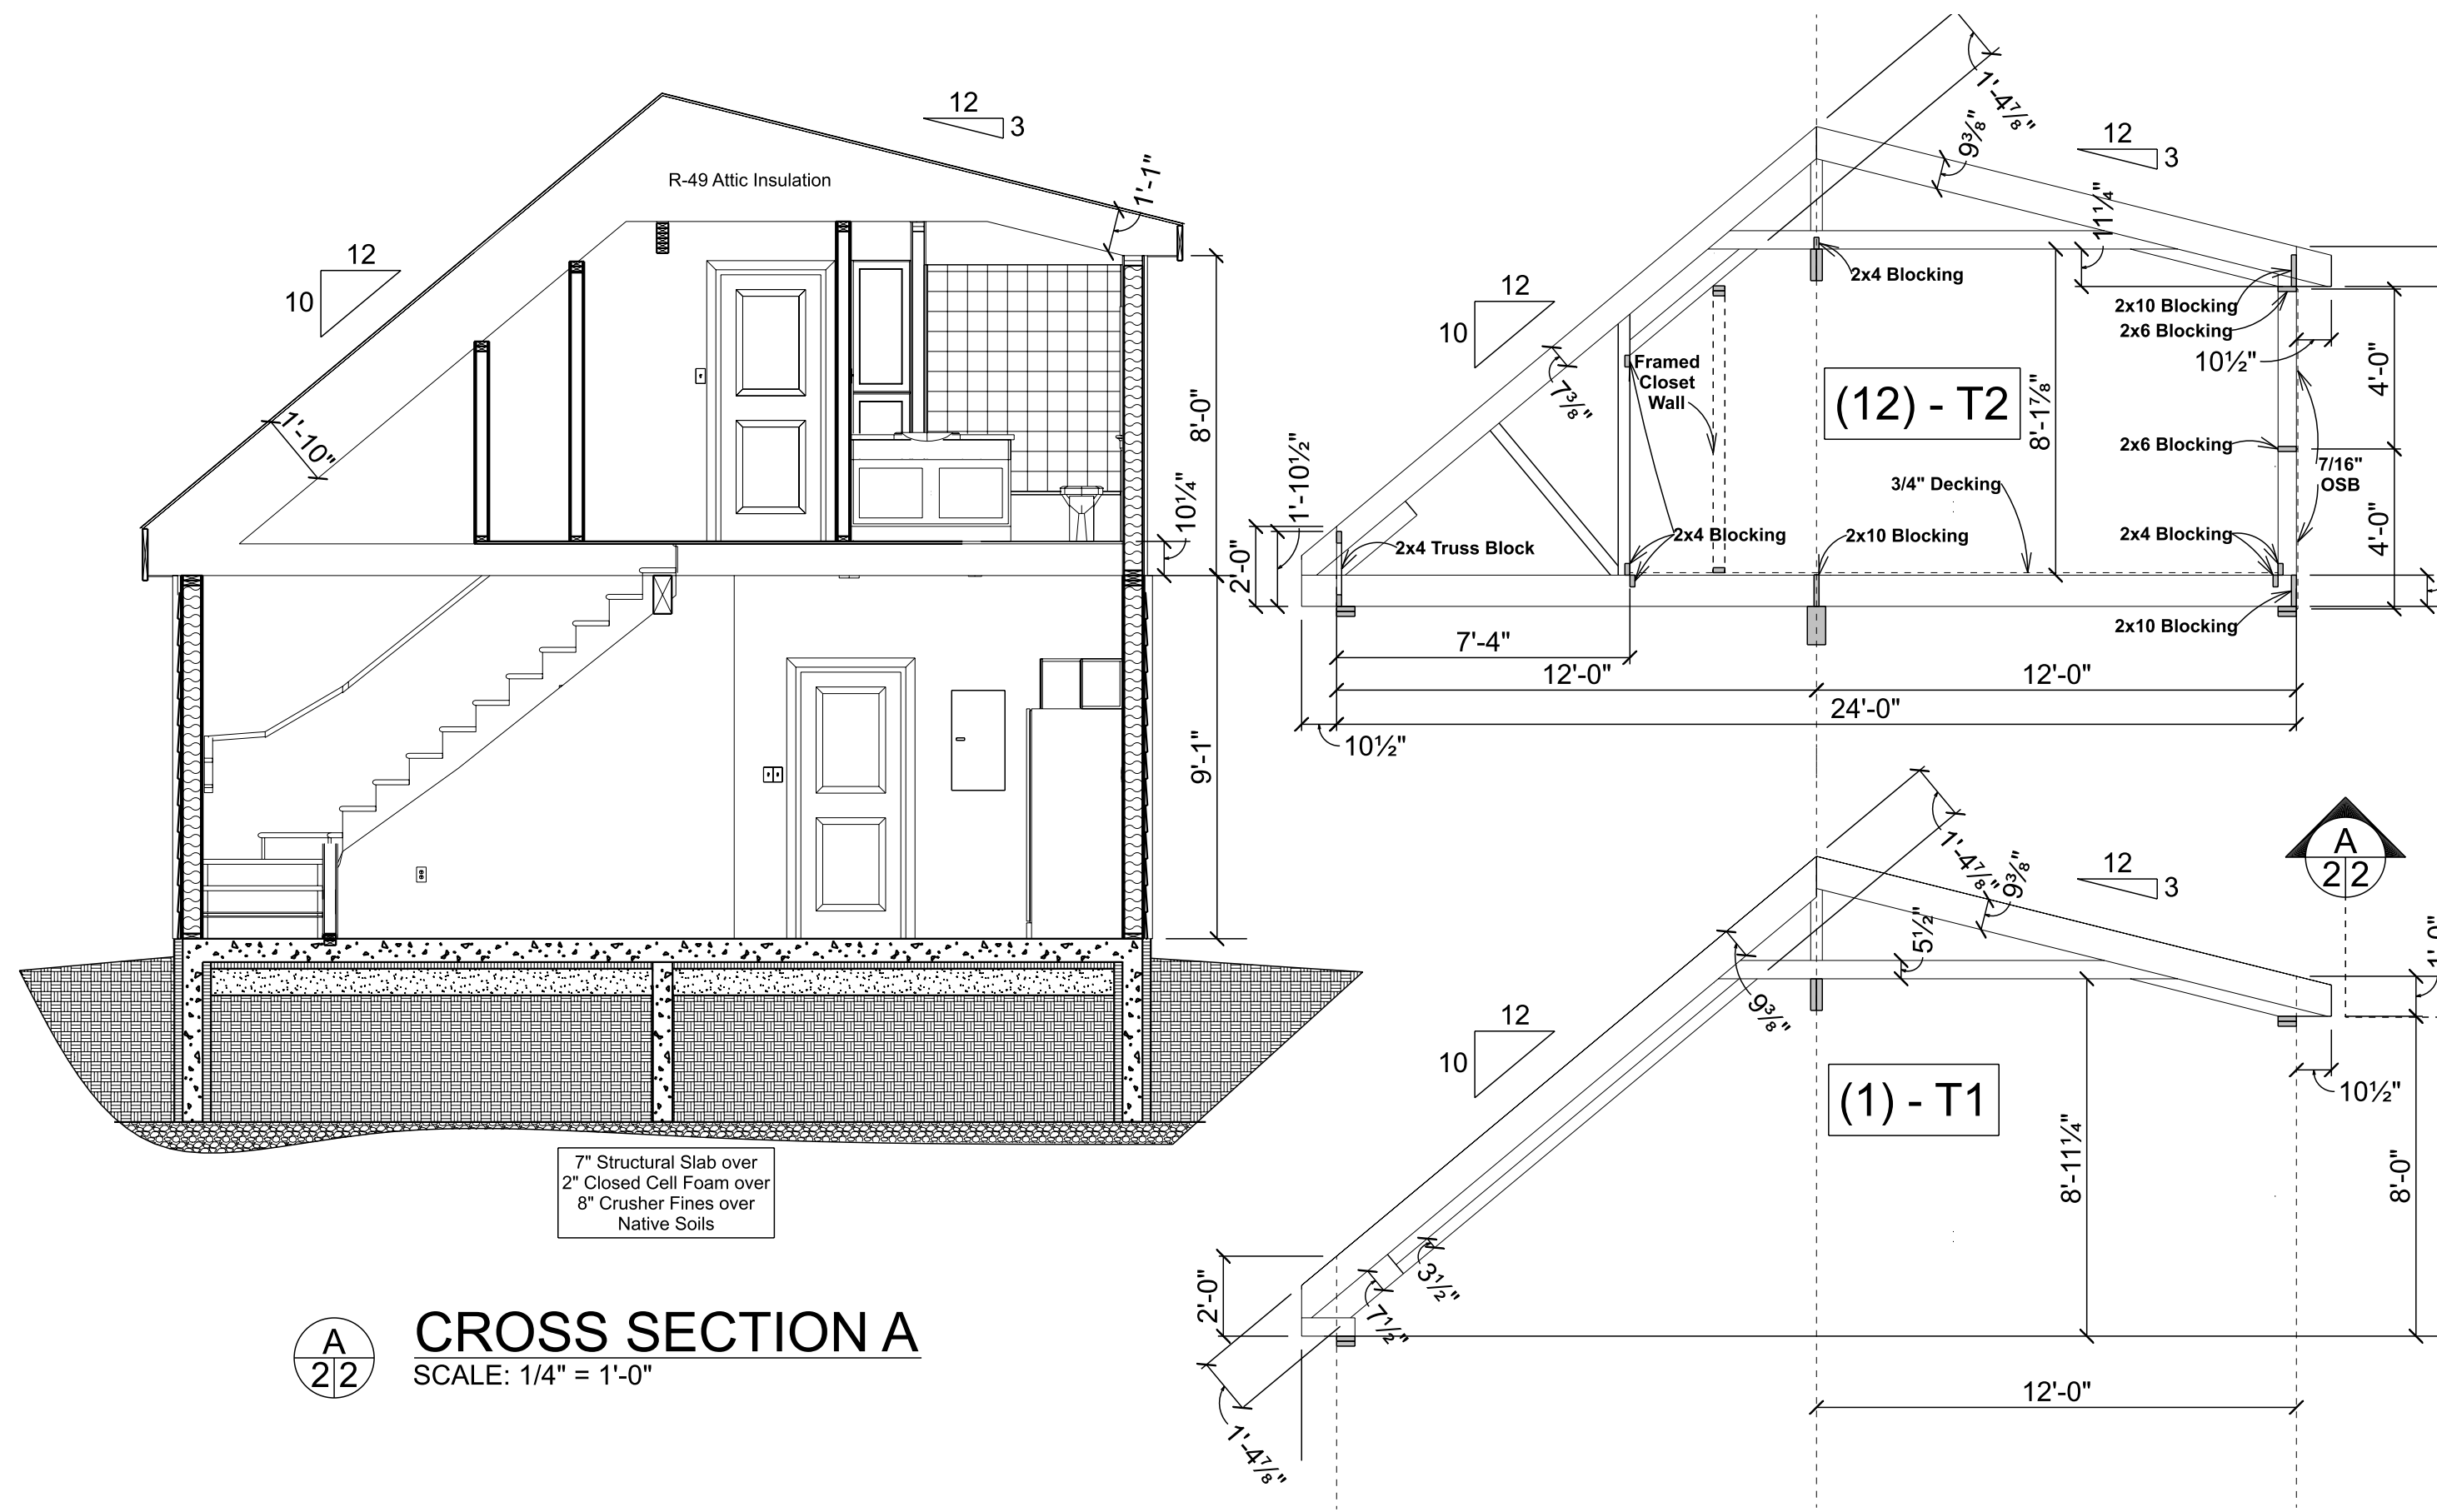 12
3
R-49 Attic Insulation
1'-1"
12
10
1'-10"
8'-0"
10¼"
9'-1"
7" Structural Slab over
2" Closed Cell Foam over
8" Crusher Fines over
Native Soils
A
2 2
CROSS SECTION A
SCALE: 1/4" = 1'-0"
1'-4⅞"
9⅜"
12
3
1¼"
2x4 Blocking
2x10 Blocking
2x6 Blocking
10½"
12
10
7⅜"
Framed
Closet
Wall
(12) - T2
8'-1⅞"
4'-0"
2x6 Blocking
7/16"
OSB
3/4" Decking
1'-10½"
2'-0"
2x4 Truss Block
2x4 Blocking
2x10 Blocking
2x4 Blocking
4'-0"
2x10 Blocking
7'-4"
12'-0"
12'-0"
24'-0"
10½"
1'-4⅞"
9⅜"
12
3
A
2 2
5½"
9⅜"
12
10
1'-0"
10½"
(1) - T1
8'-11¼"
8'-0"
3½"
7½"
2'-0"
1'-4⅞"
12'-0"